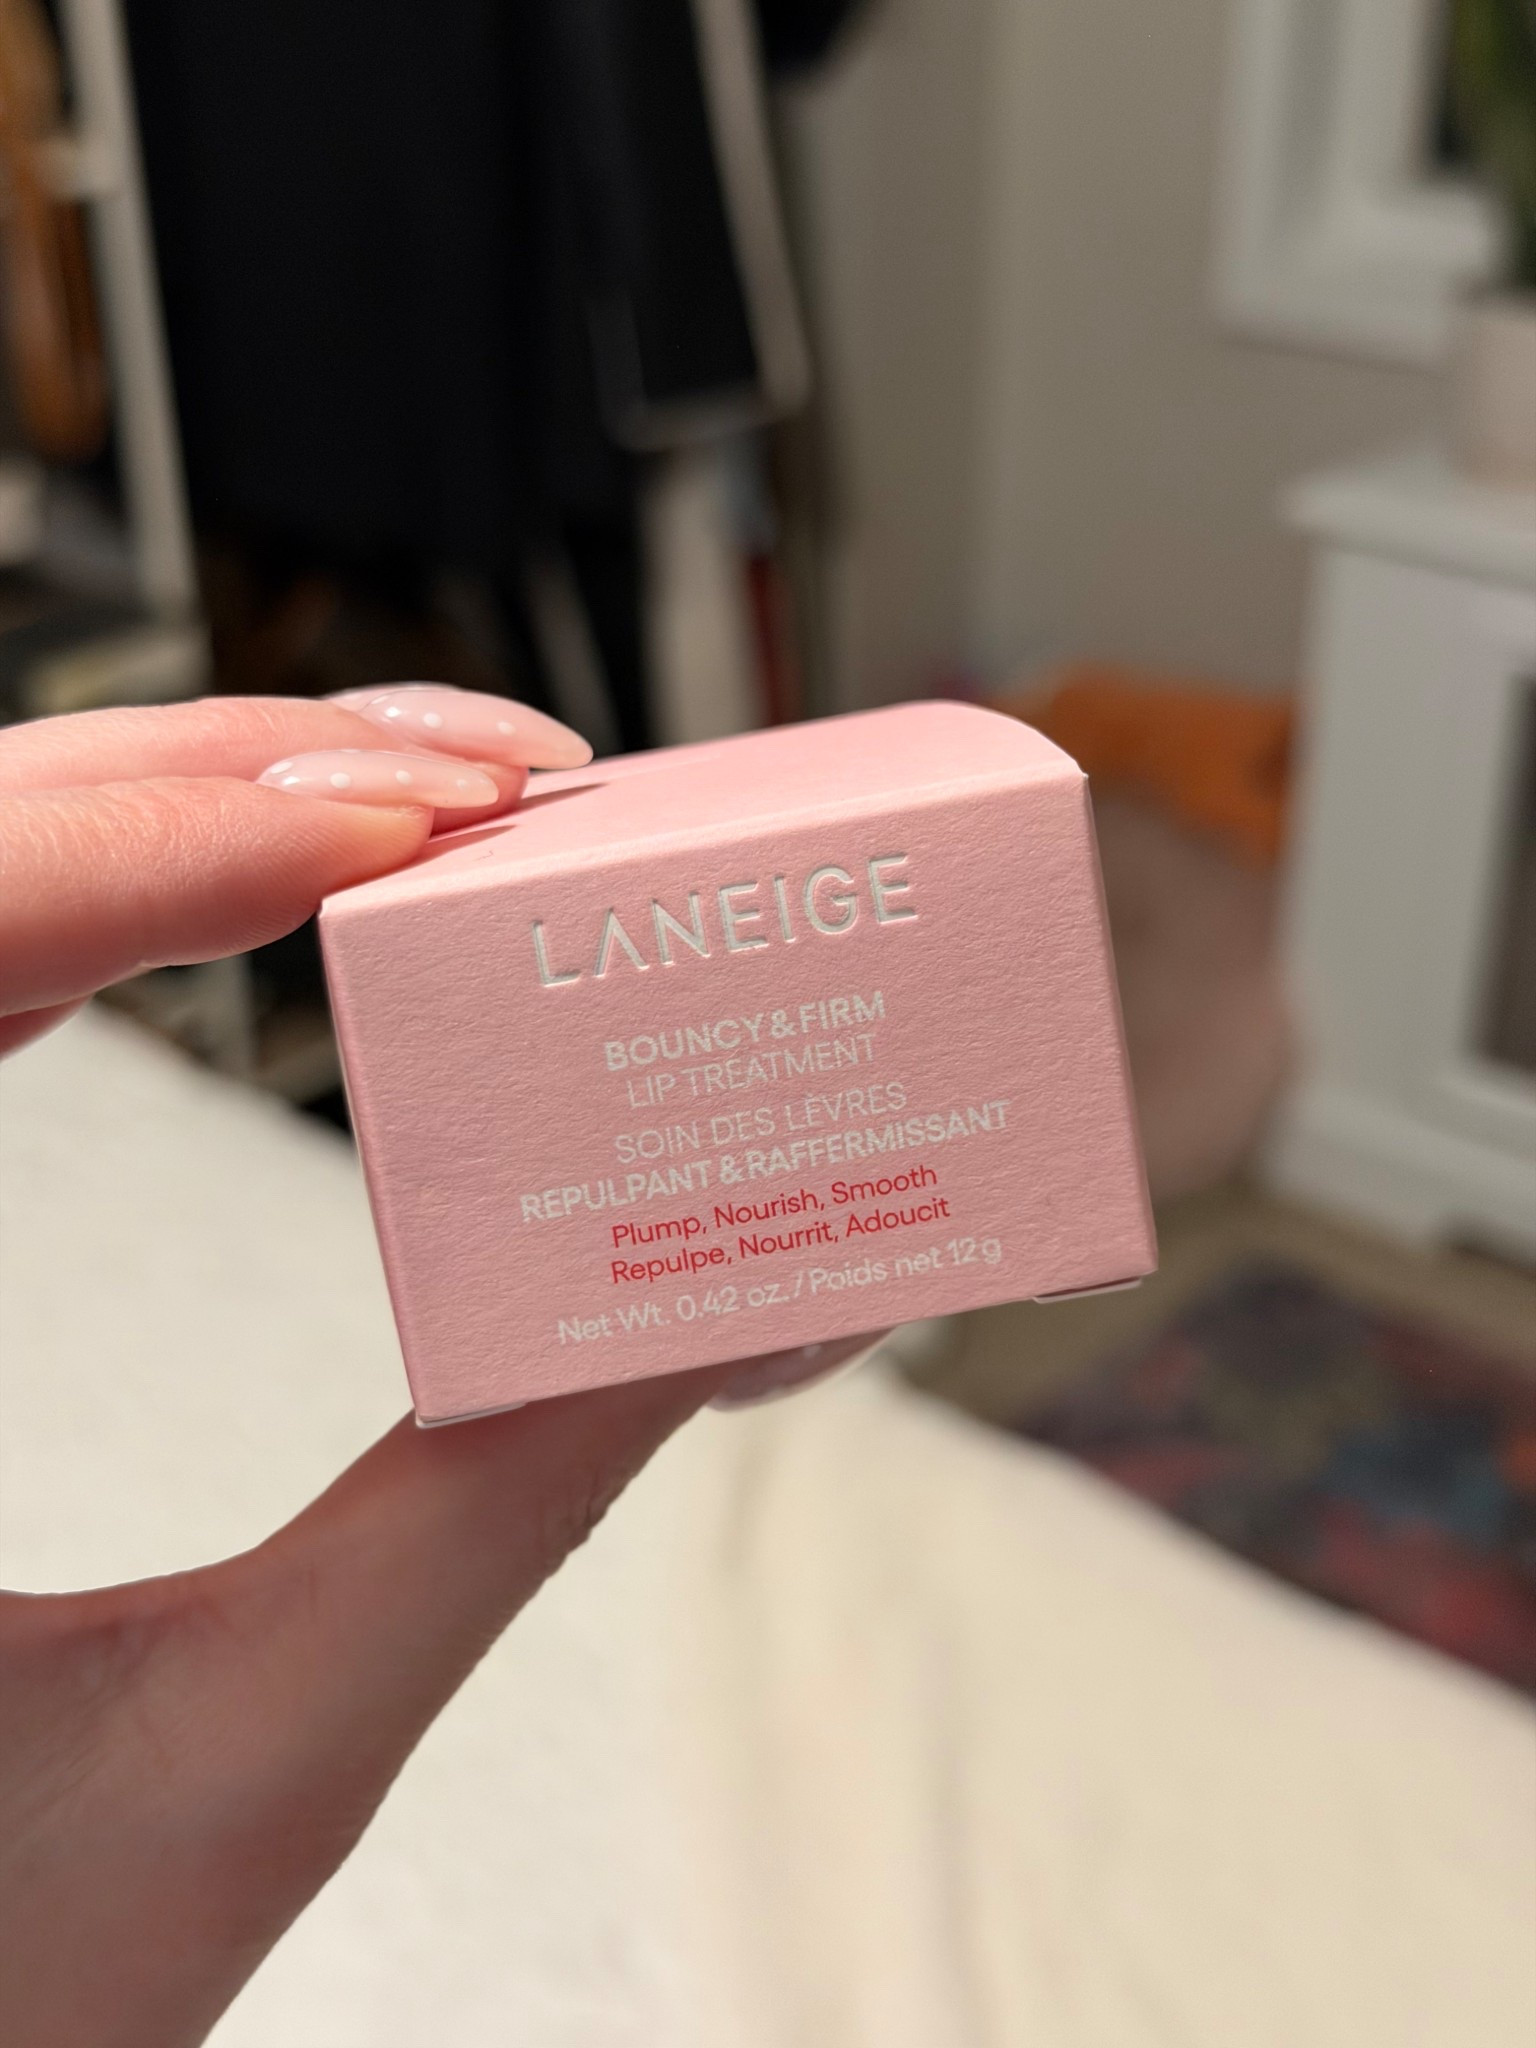 LANEIGE
BOUNCY&FIRM
LIP TREATMENT
SOIN DES LÈVRES
REPULPANT & RAFFERMISSANT
Plump, Nourish, Smooth
Repulpe, Nourrit, Adoucit
Net Wt. 0.42 oz. / Poids net 12 g